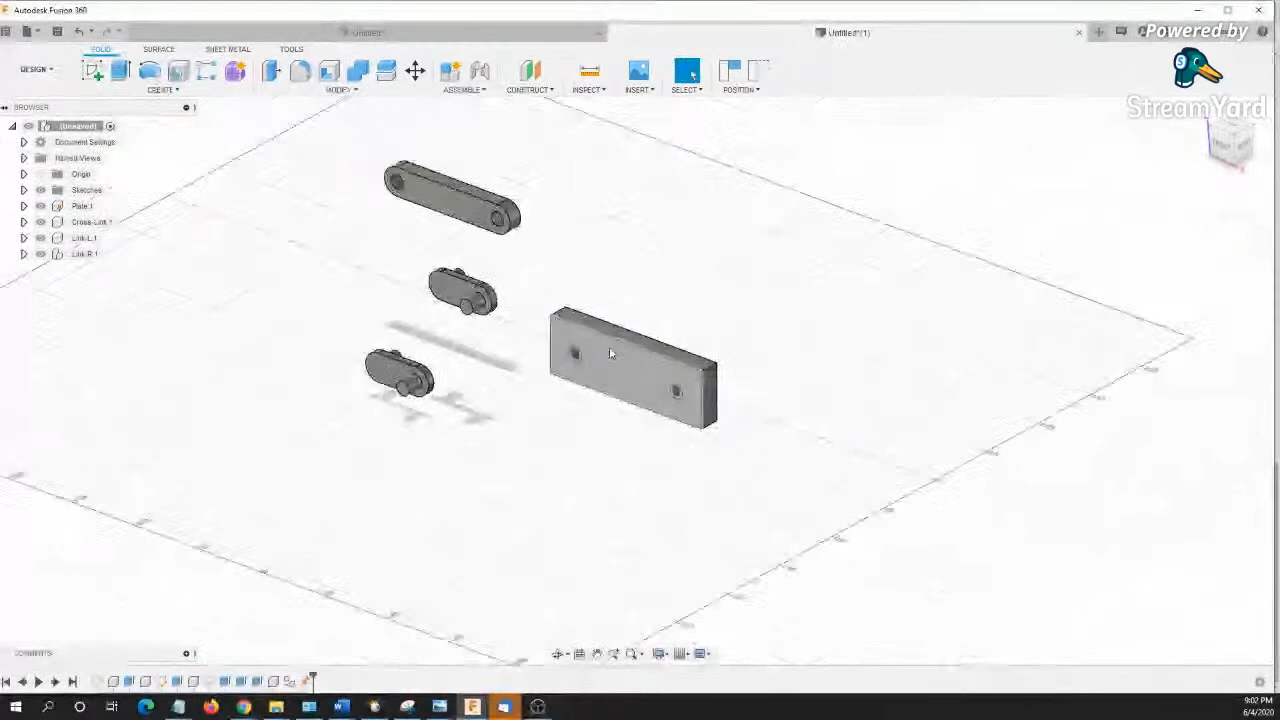 Autodesk Fusion 360
Untitled*
Untitled*(1)
Powered by
StreamYard
SOLID
SURFACE
SHEET METAL
TOOLS
DESIGN
CREATE
MODIFY
ASSEMBLE
CONSTRUCT
INSPECT
INSERT
SELECT
POSITION
BROWSER
(Unsaved)
Document Settings
Named Views
Origin
Sketches
Plate:1
Cross-Link:1
Link-L:1
Link-R:1
COMMENTS
9:02 PM
6/4/2020